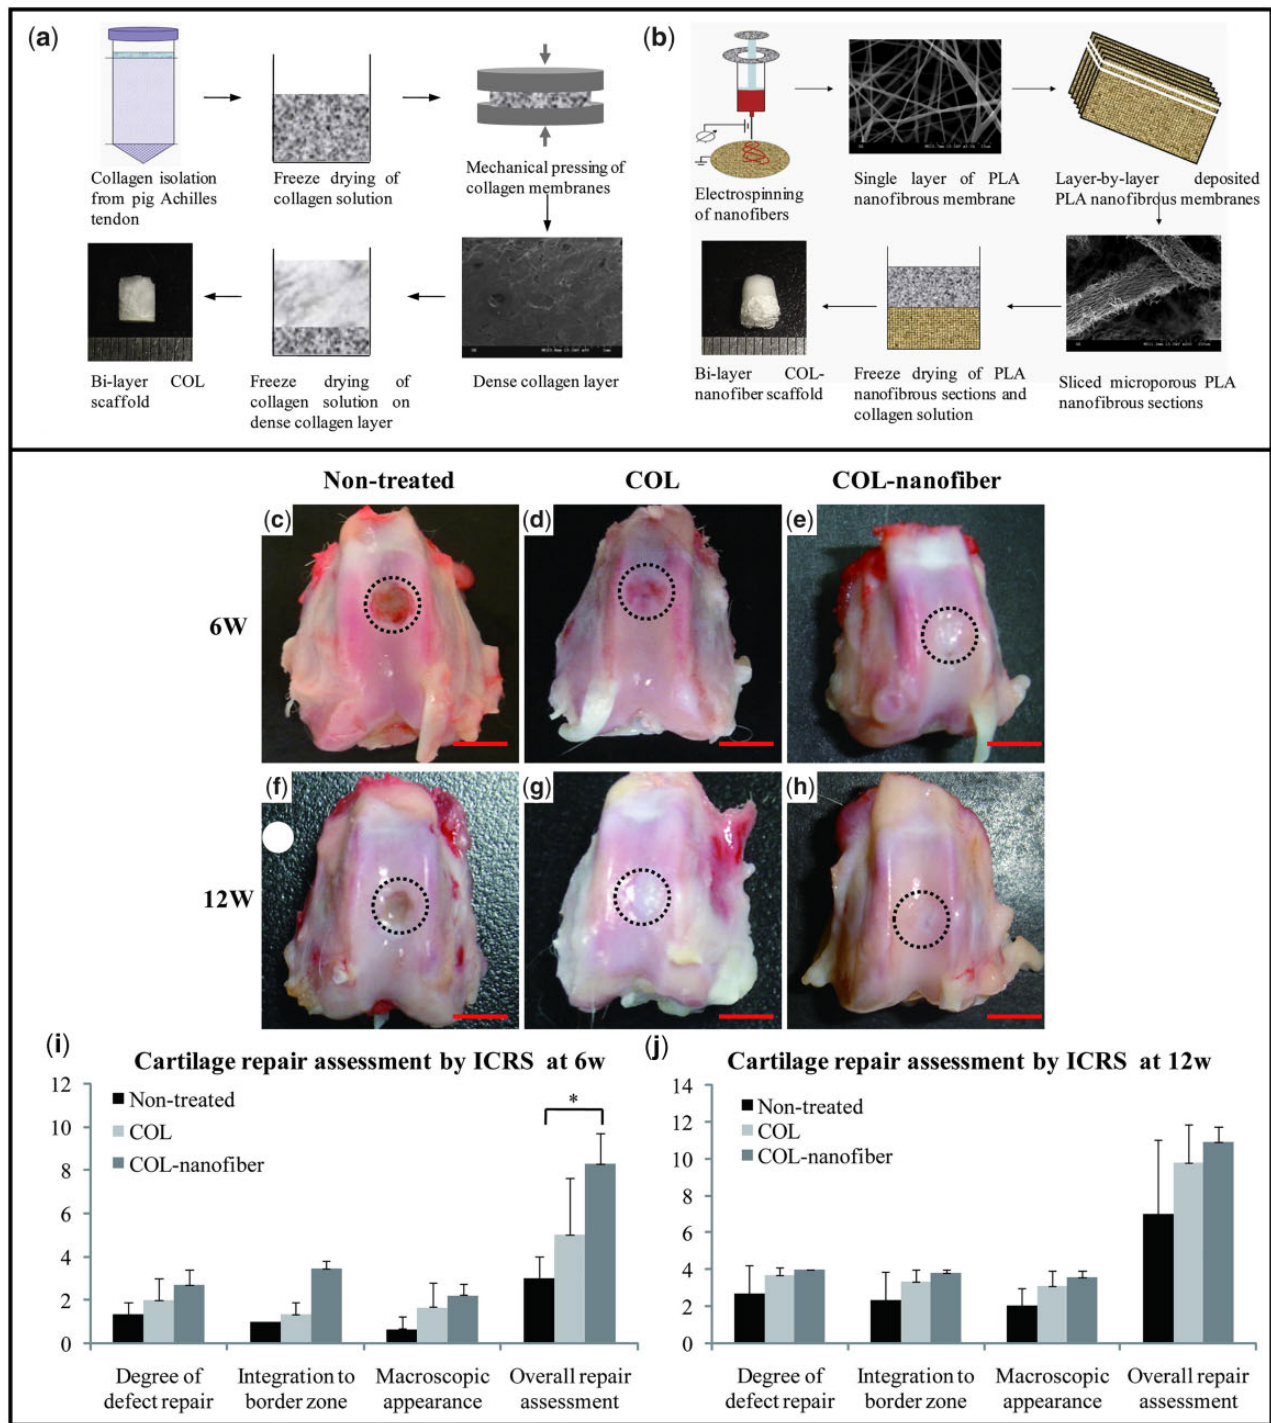 (a)
Collagen isolation
from pig Achilles
tendon
Freeze drying of
collagen solution
Mechanical pressing of
collagen membranes
Bi-layer COL
scaffold
Freeze drying of
collagen solution on
dense collagen layer
Dense collagen layer
(b)
Electrospinning
of nanofibers
Single layer of PLA
nanofibrous membrane
Layer-by-layer deposited
PLA nanofibrous membranes
Bi-layer COL-
nanofiber scaffold
Freeze drying of PLA
nanofibrous sections and
collagen solution
Sliced microporous PLA
nanofibrous sections
Non-treated COL COL-nanofiber
(c) (d) (e)
6W
(f) (g) (h)
12W
(i)
Cartilage repair assessment by ICRS at 6w
12
10
8
6
4
2
0
Non-treated
COL
COL-nanofiber
*
Degree of
defect repair
Integration to
border zone
Macroscopic
appearance
Overall repair
assessment
(j)
Cartilage repair assessment by ICRS at 12w
14
12
10
8
6
4
2
0
Non-treated
COL
COL-nanofiber
Degree of
defect repair
Integration to
border zone
Macroscopic
appearance
Overall repair
assessment